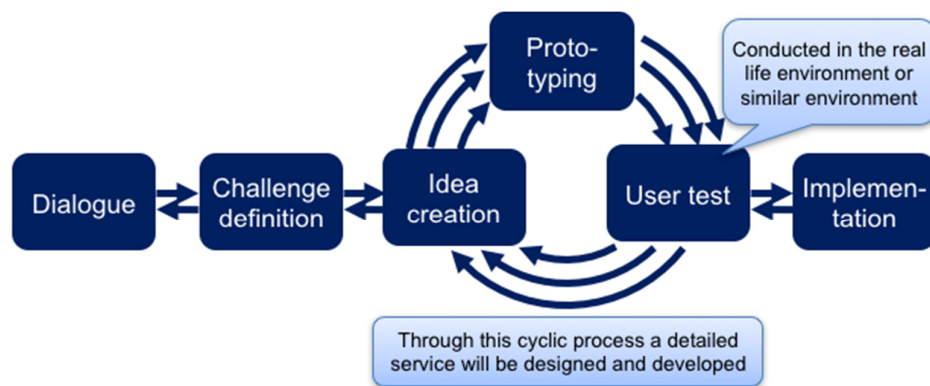 Proto-
typing
Conducted in the real
life environment or
similar environment
Dialogue
Challenge
definition
Idea
creation
User test
Implemen-
tation
Through this cyclic process a detailed
service will be designed and developed